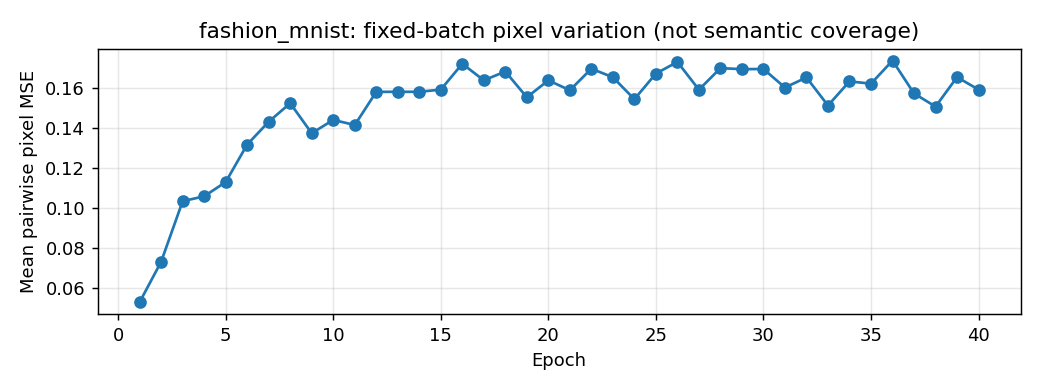 fashion_mnist: fixed-batch pixel variation (not semantic coverage)
Mean pairwise pixel MSE
0.16
0.14
0.12
0.10
0.08
0.06
0 5 10 15 20 25 30 35 40
Epoch